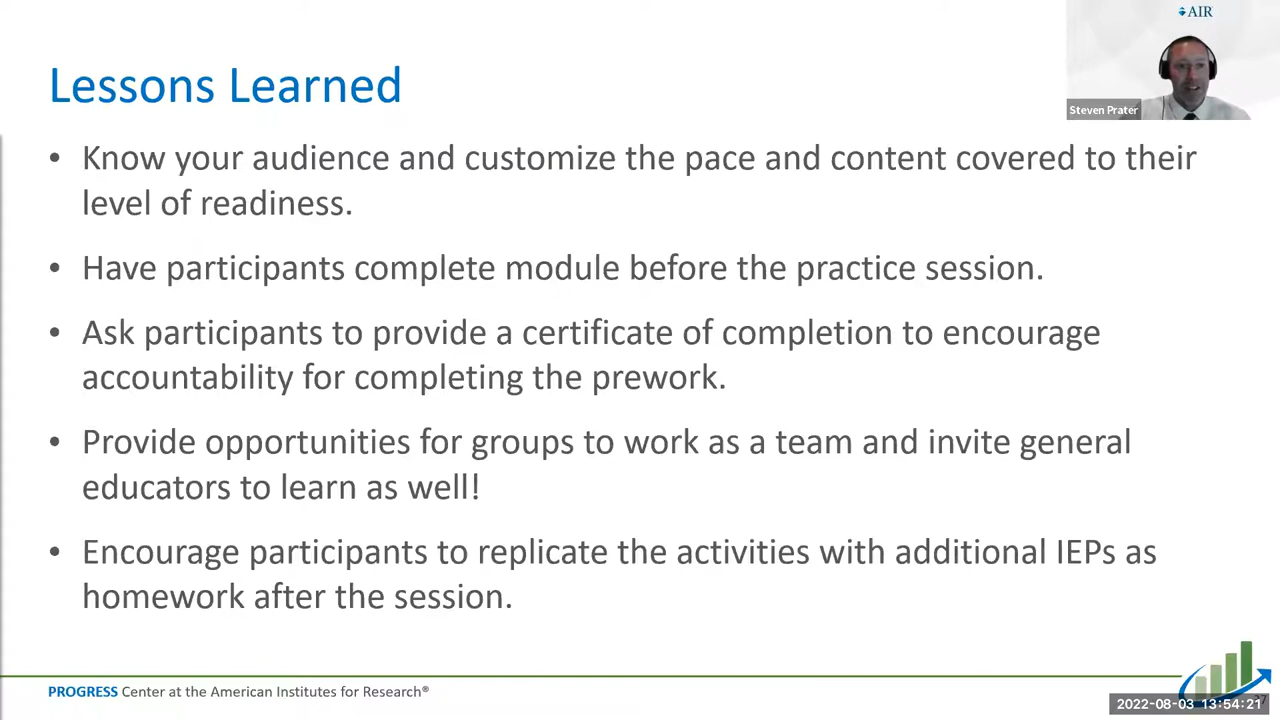 AIR
Steven Prater
Lessons Learned
• Know your audience and customize the pace and content covered to their
level of readiness.
• Have participants complete module before the practice session.
• Ask participants to provide a certificate of completion to encourage
accountability for completing the prework.
• Provide opportunities for groups to work as a team and invite general
educators to learn as well!
• Encourage participants to replicate the activities with additional IEPs as
homework after the session.
PROGRESS Center at the American Institutes for Research®
2022-08-03 13:54:21